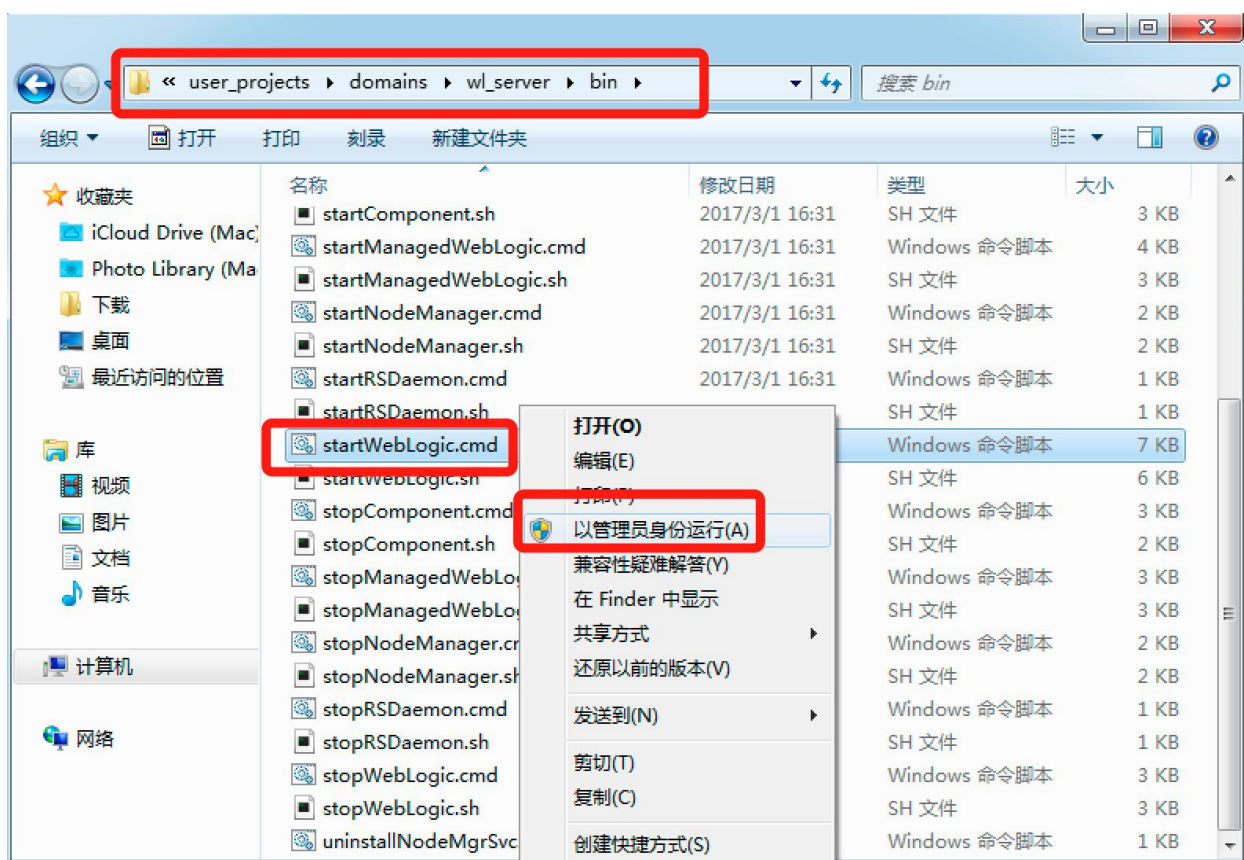 « user_projects domains wl_server bin
搜索 bin
组织 打开 打印 刻录 新建文件夹
名称 修改日期 类型 大小
收藏夹
iCloud Drive (Mac)
Photo Library (Ma
下载
桌面
最近访问的位置
库
视频
图片
文档
音乐
计算机
网络
startComponent.sh 2017/3/1 16:31 SH 文件 3 KB
startManagedWebLogic.cmd 2017/3/1 16:31 Windows 命令脚本 4 KB
startManagedWebLogic.sh 2017/3/1 16:31 SH 文件 3 KB
startNodeManager.cmd 2017/3/1 16:31 Windows 命令脚本 2 KB
startNodeManager.sh 2017/3/1 16:31 SH 文件 2 KB
startRSDaemon.cmd 2017/3/1 16:31 Windows 命令脚本 1 KB
startRSDaemon.sh SH 文件 1 KB
startWebLogic.cmd Windows 命令脚本 7 KB
startWebLogic.sh SH 文件 6 KB
stopComponent.cmd Windows 命令脚本 3 KB
stopComponent.sh SH 文件 2 KB
stopManagedWebLo Windows 命令脚本 3 KB
stopManagedWebLo SH 文件 3 KB
stopNodeManager.cr Windows 命令脚本 2 KB
stopNodeManager.sh SH 文件 2 KB
stopRSDaemon.cmd Windows 命令脚本 1 KB
stopRSDaemon.sh SH 文件 1 KB
stopWebLogic.cmd Windows 命令脚本 3 KB
stopWebLogic.sh SH 文件 3 KB
uninstallNodeMgrSvc Windows 命令脚本 1 KB
打开(O)
编辑(E)
打印(P)
以管理员身份运行(A)
兼容性疑难解答(Y)
在 Finder 中显示
共享方式
还原以前的版本(V)
发送到(N)
剪切(T)
复制(C)
创建快捷方式(S)